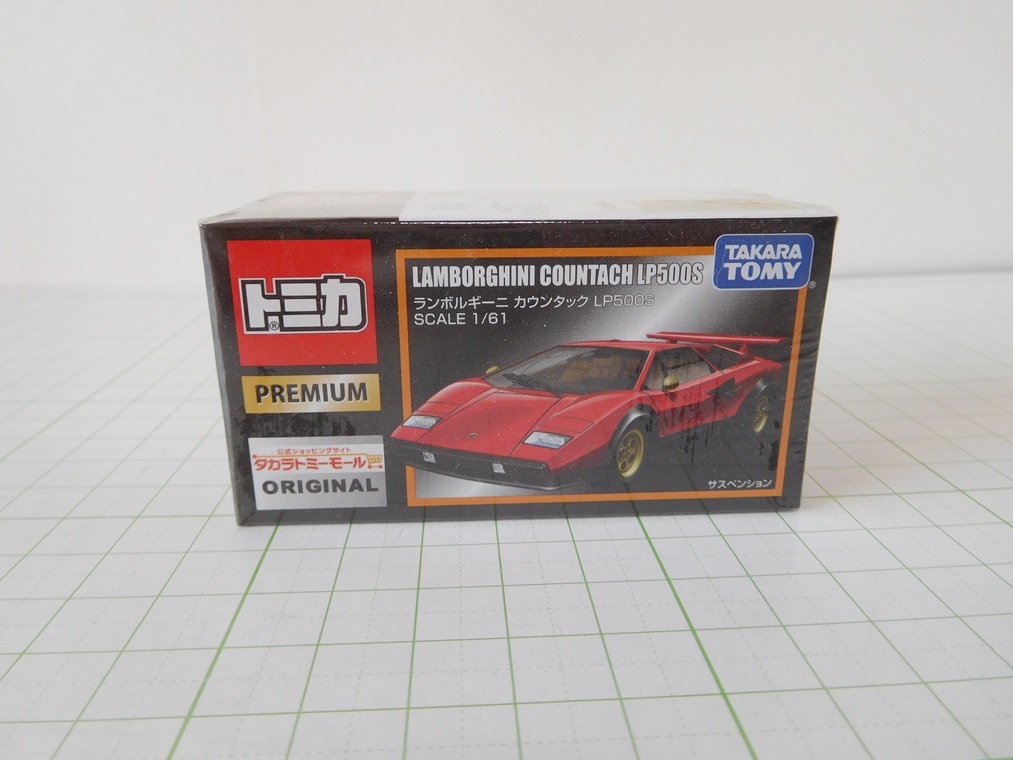 トミカ
®
PREMIUM
公式ショッピングサイト
タカラトミーモール
ORIGINAL
LAMBORGHINI COUNTACH LP500S
ランボルギーニ カウンタック LP500S
SCALE 1/61
TAKARA
TOMY
®
サスペンション